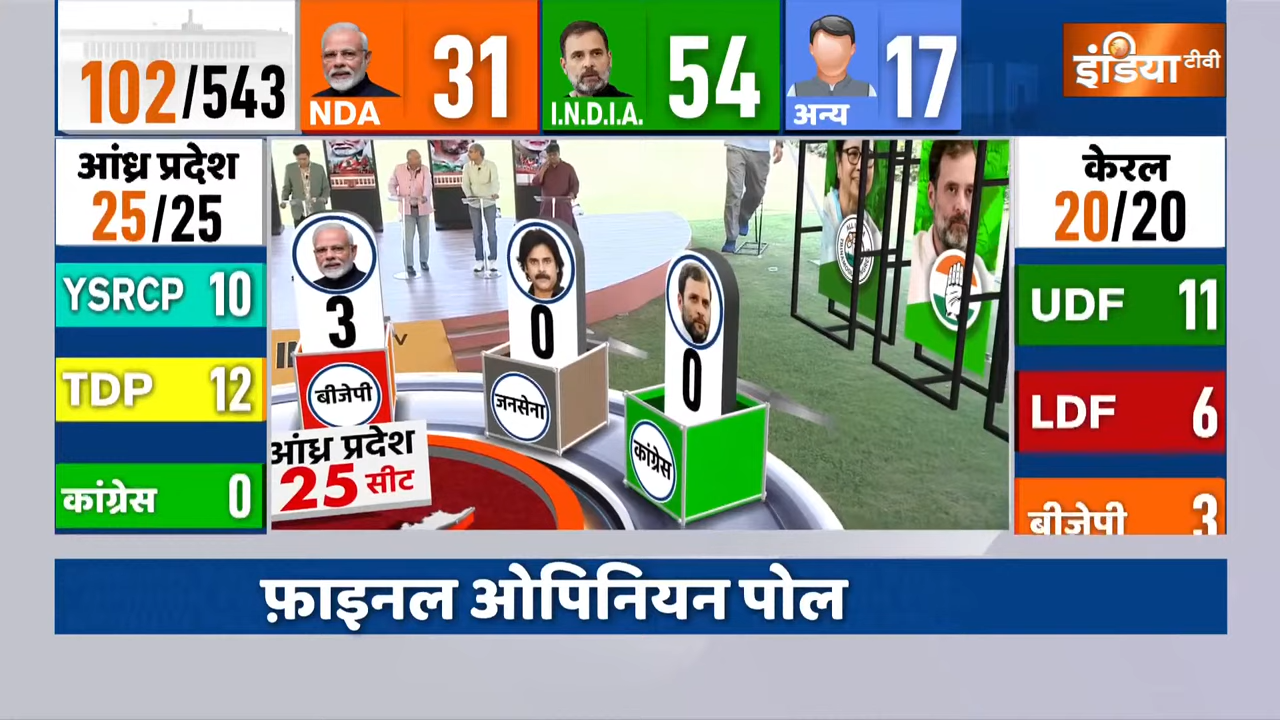 102/543
NDA
31
I.N.D.I.A.
54
अन्य
17
इंडिया टीवी
आंध्र प्रदेश
25/25
YSRCP 10
TDP 12
कांग्रेस 0
3
बीजेपी
0
जनसेना
0
कांग्रेस
आंध्र प्रदेश
25 सीट
केरल
20/20
UDF 11
LDF 6
बीजेपी 3
फ़ाइनल ओपिनियन पोल